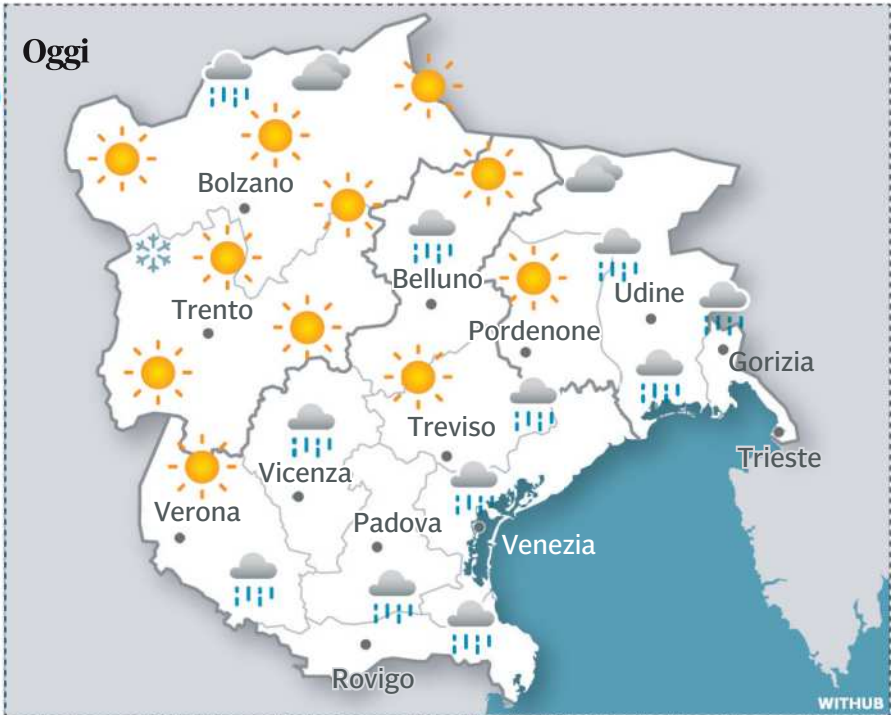 Oggi
Bolzano
Belluno
Udine
Trento
Pordenone
Gorizia
Treviso
Trieste
Vicenza
Verona
Padova
Venezia
Rovigo
WITHUB